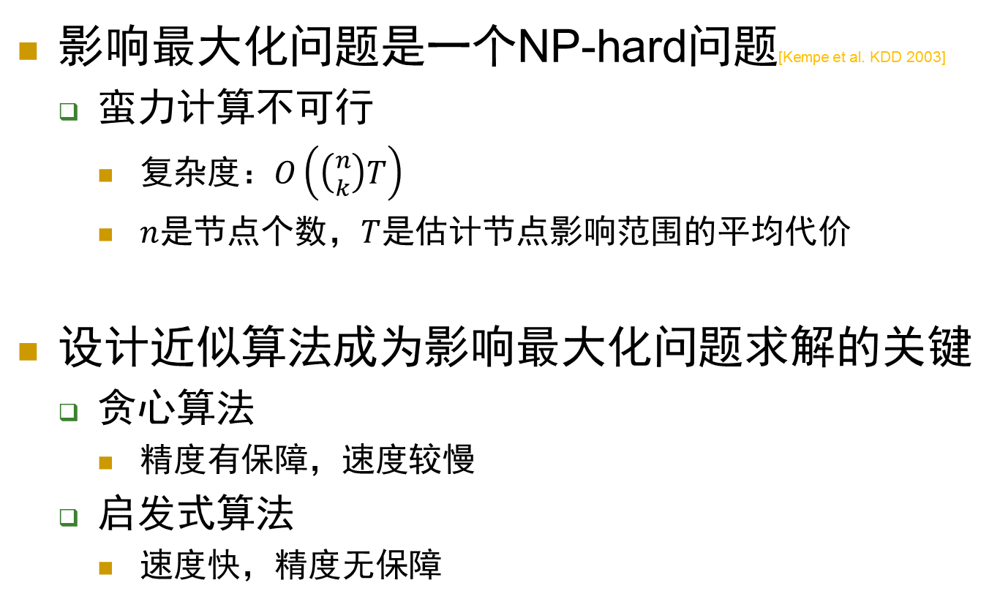 影响最大化问题是一个NP-hard问题[Kempe et al. KDD 2003]
蛮力计算不可行
复杂度：$O\left(\binom{n}{k}T\right)$
n是节点个数，T是估计节点影响范围的平均代价
设计近似算法成为影响最大化问题求解的关键
贪心算法
精度有保障，速度较慢
启发式算法
速度快，精度无保障